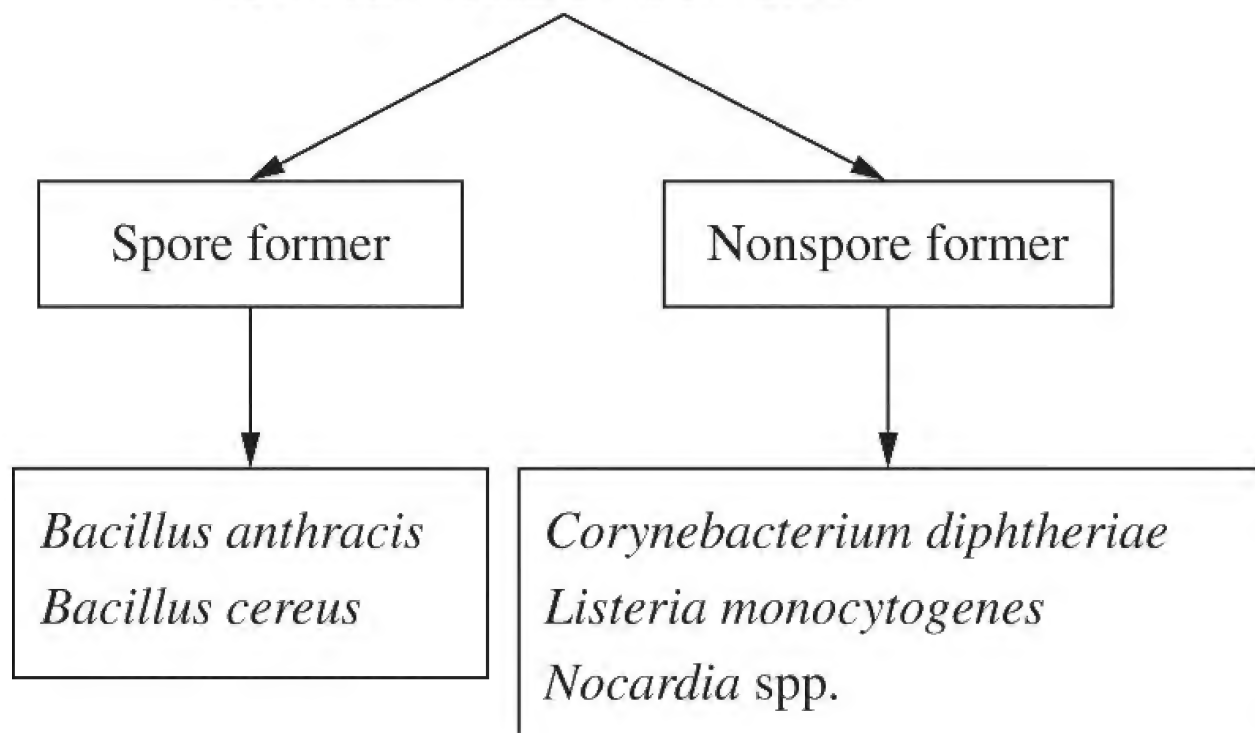 Spore former
Nonspore former
Bacillus anthracis
Bacillus cereus
Corynebacterium diphtheriae
Listeria monocytogenes
Nocardia spp.